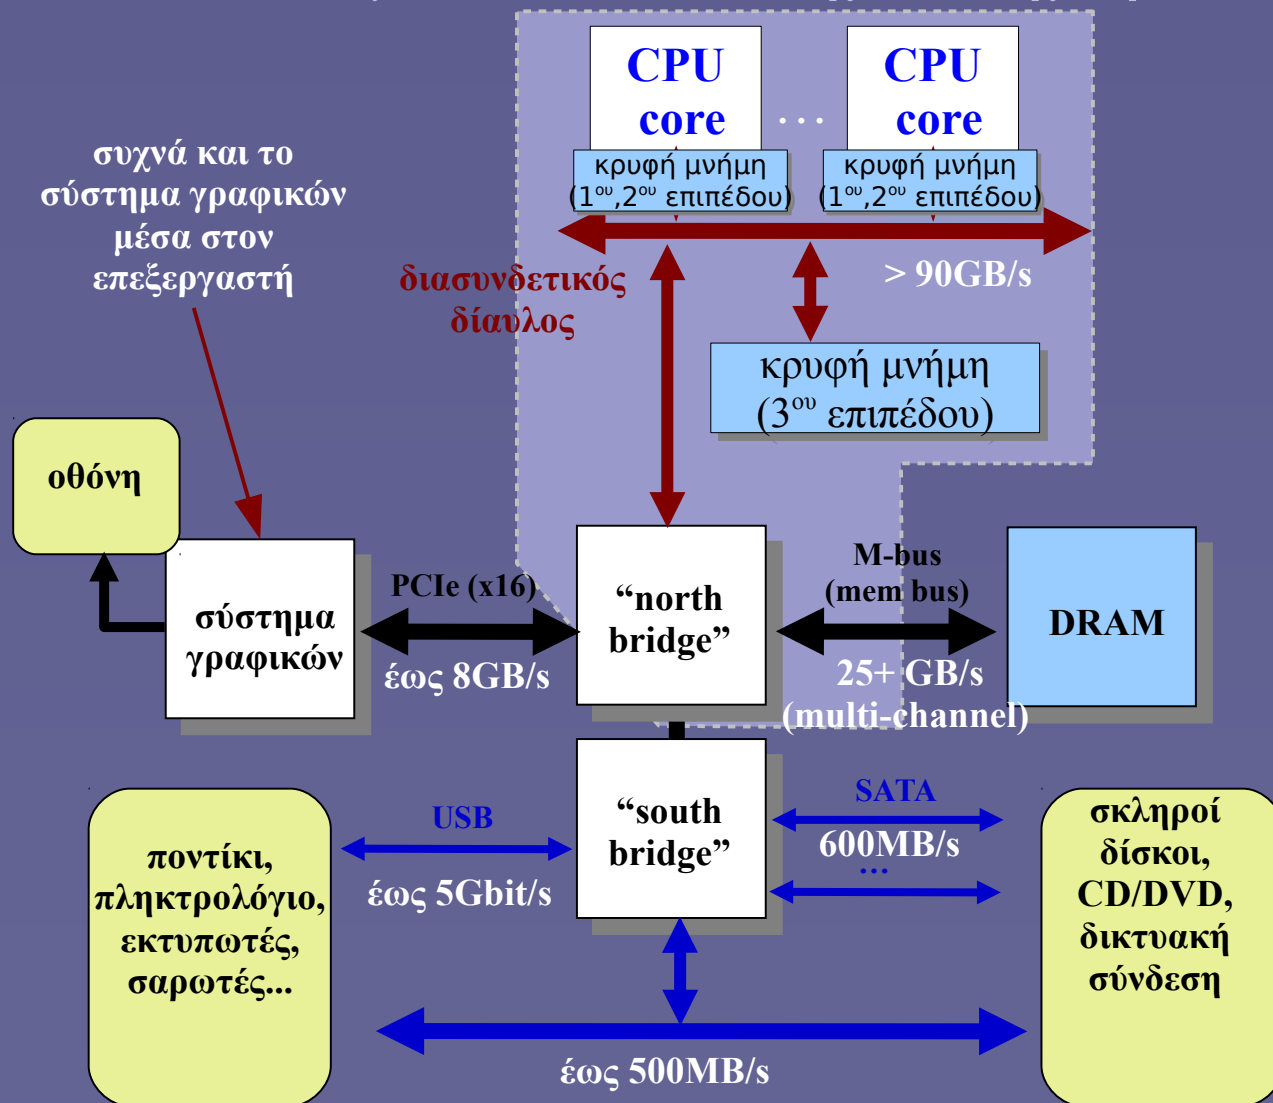 CPU
core
...
CPU
core
κρυφή μνήμη
(1ου,2ου επιπέδου)
κρυφή μνήμη
(1ου,2ου επιπέδου)
συχνά και το
σύστημα γραφικών
μέσα στον
επεξεργαστή
διασυνδετικός
δίαυλος
> 90GB/s
κρυφή μνήμη
(3ου επιπέδου)
οθόνη
σύστημα
γραφικών
PCIe (x16)
έως 8GB/s
“north
bridge”
M-bus
(mem bus)
25+ GB/s
(multi-channel)
DRAM
ποντίκι,
πληκτρολόγιο,
εκτυπωτές,
σαρωτές...
USB
έως 5Gbit/s
“south
bridge”
SATA
600MB/s
...
σκληροί
δίσκοι,
CD/DVD,
δικτυακή
σύνδεση
έως 500MB/s